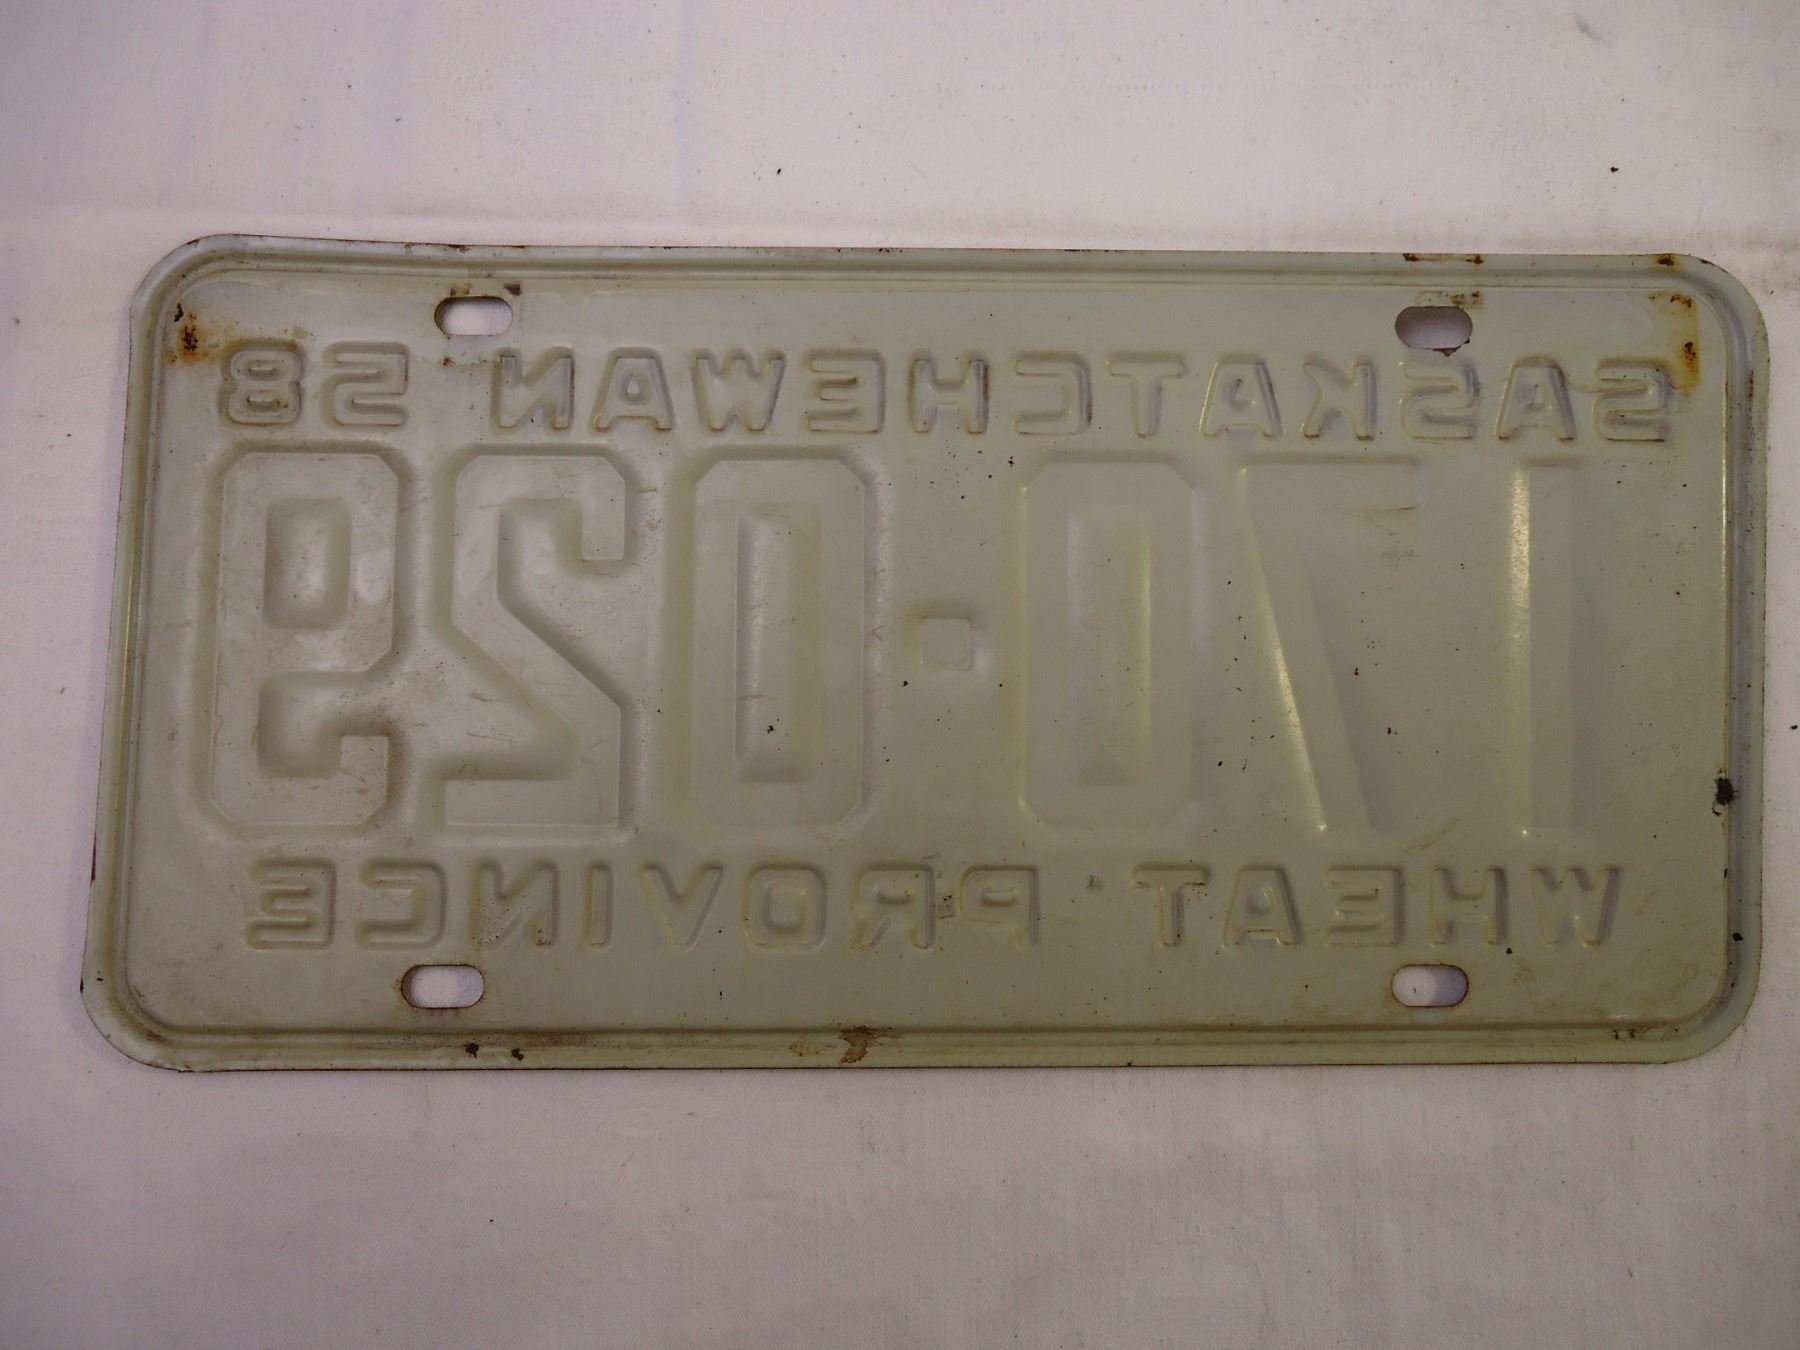 SASKATCHEWAN 58
170·029
WHEAT PROVINCE